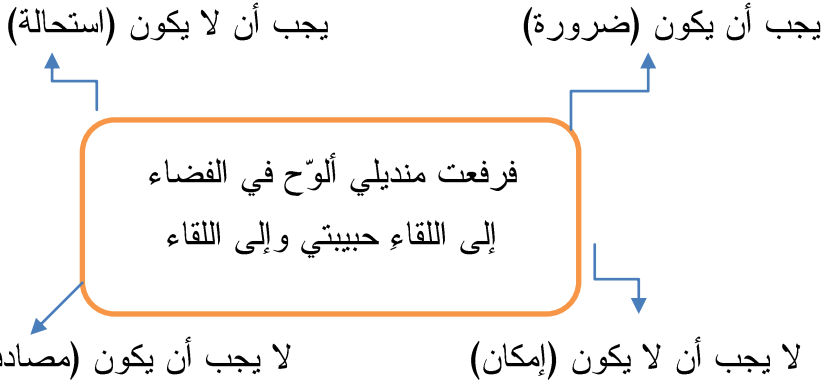 يجب أن يكون (ضرورة)
يجب أن لا يكون (استحالة)
فرفعت منديلي ألوّح في الفضاء
إلى اللقاءِ حبيبتي وإلى اللقاء
لا يجب أن لا يكون (إمكان)
لا يجب أن يكون